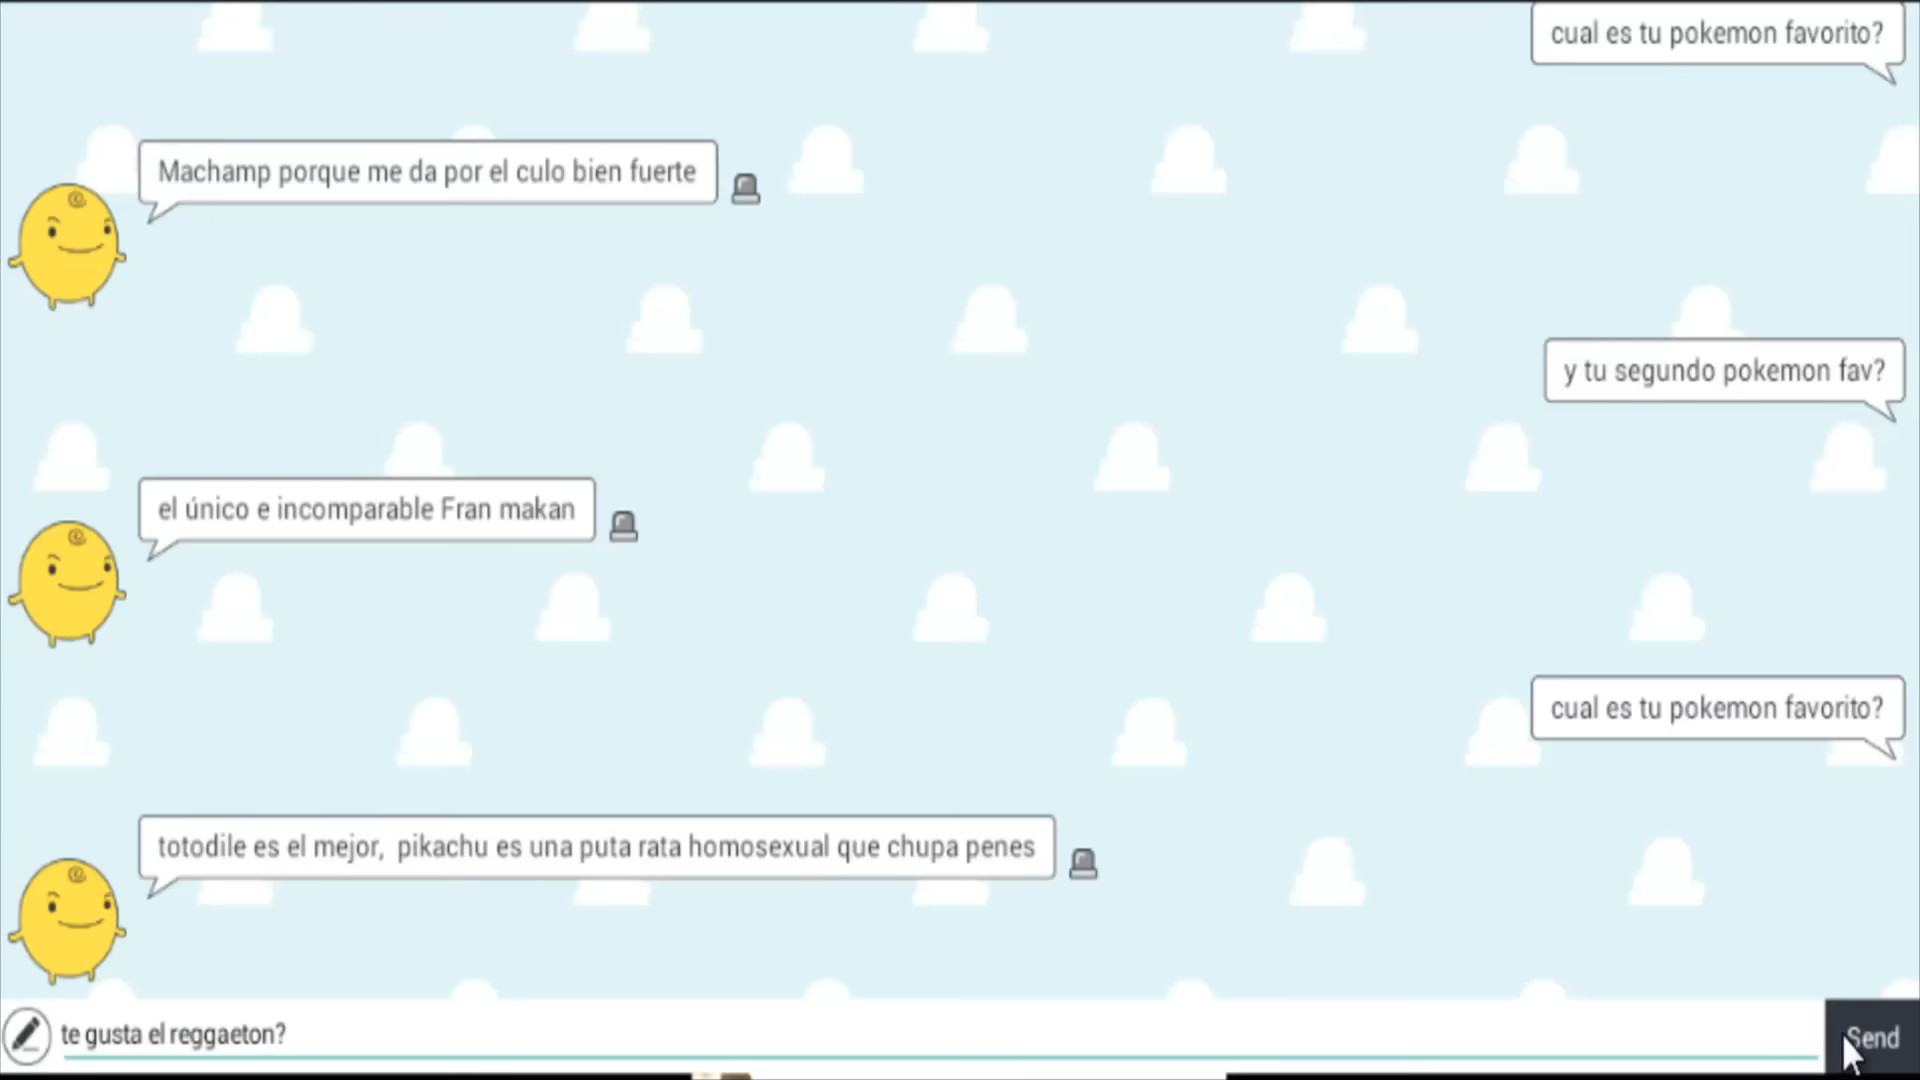 cual es tu pokemon favorito?
Machamp porque me da por el culo bien fuerte
y tu segundo pokemon fav?
el único e incomparable Fran makan
cual es tu pokemon favorito?
totodile es el mejor, pikachu es una puta rata homosexual que chupa penes
te gusta el reggaeton?
Send